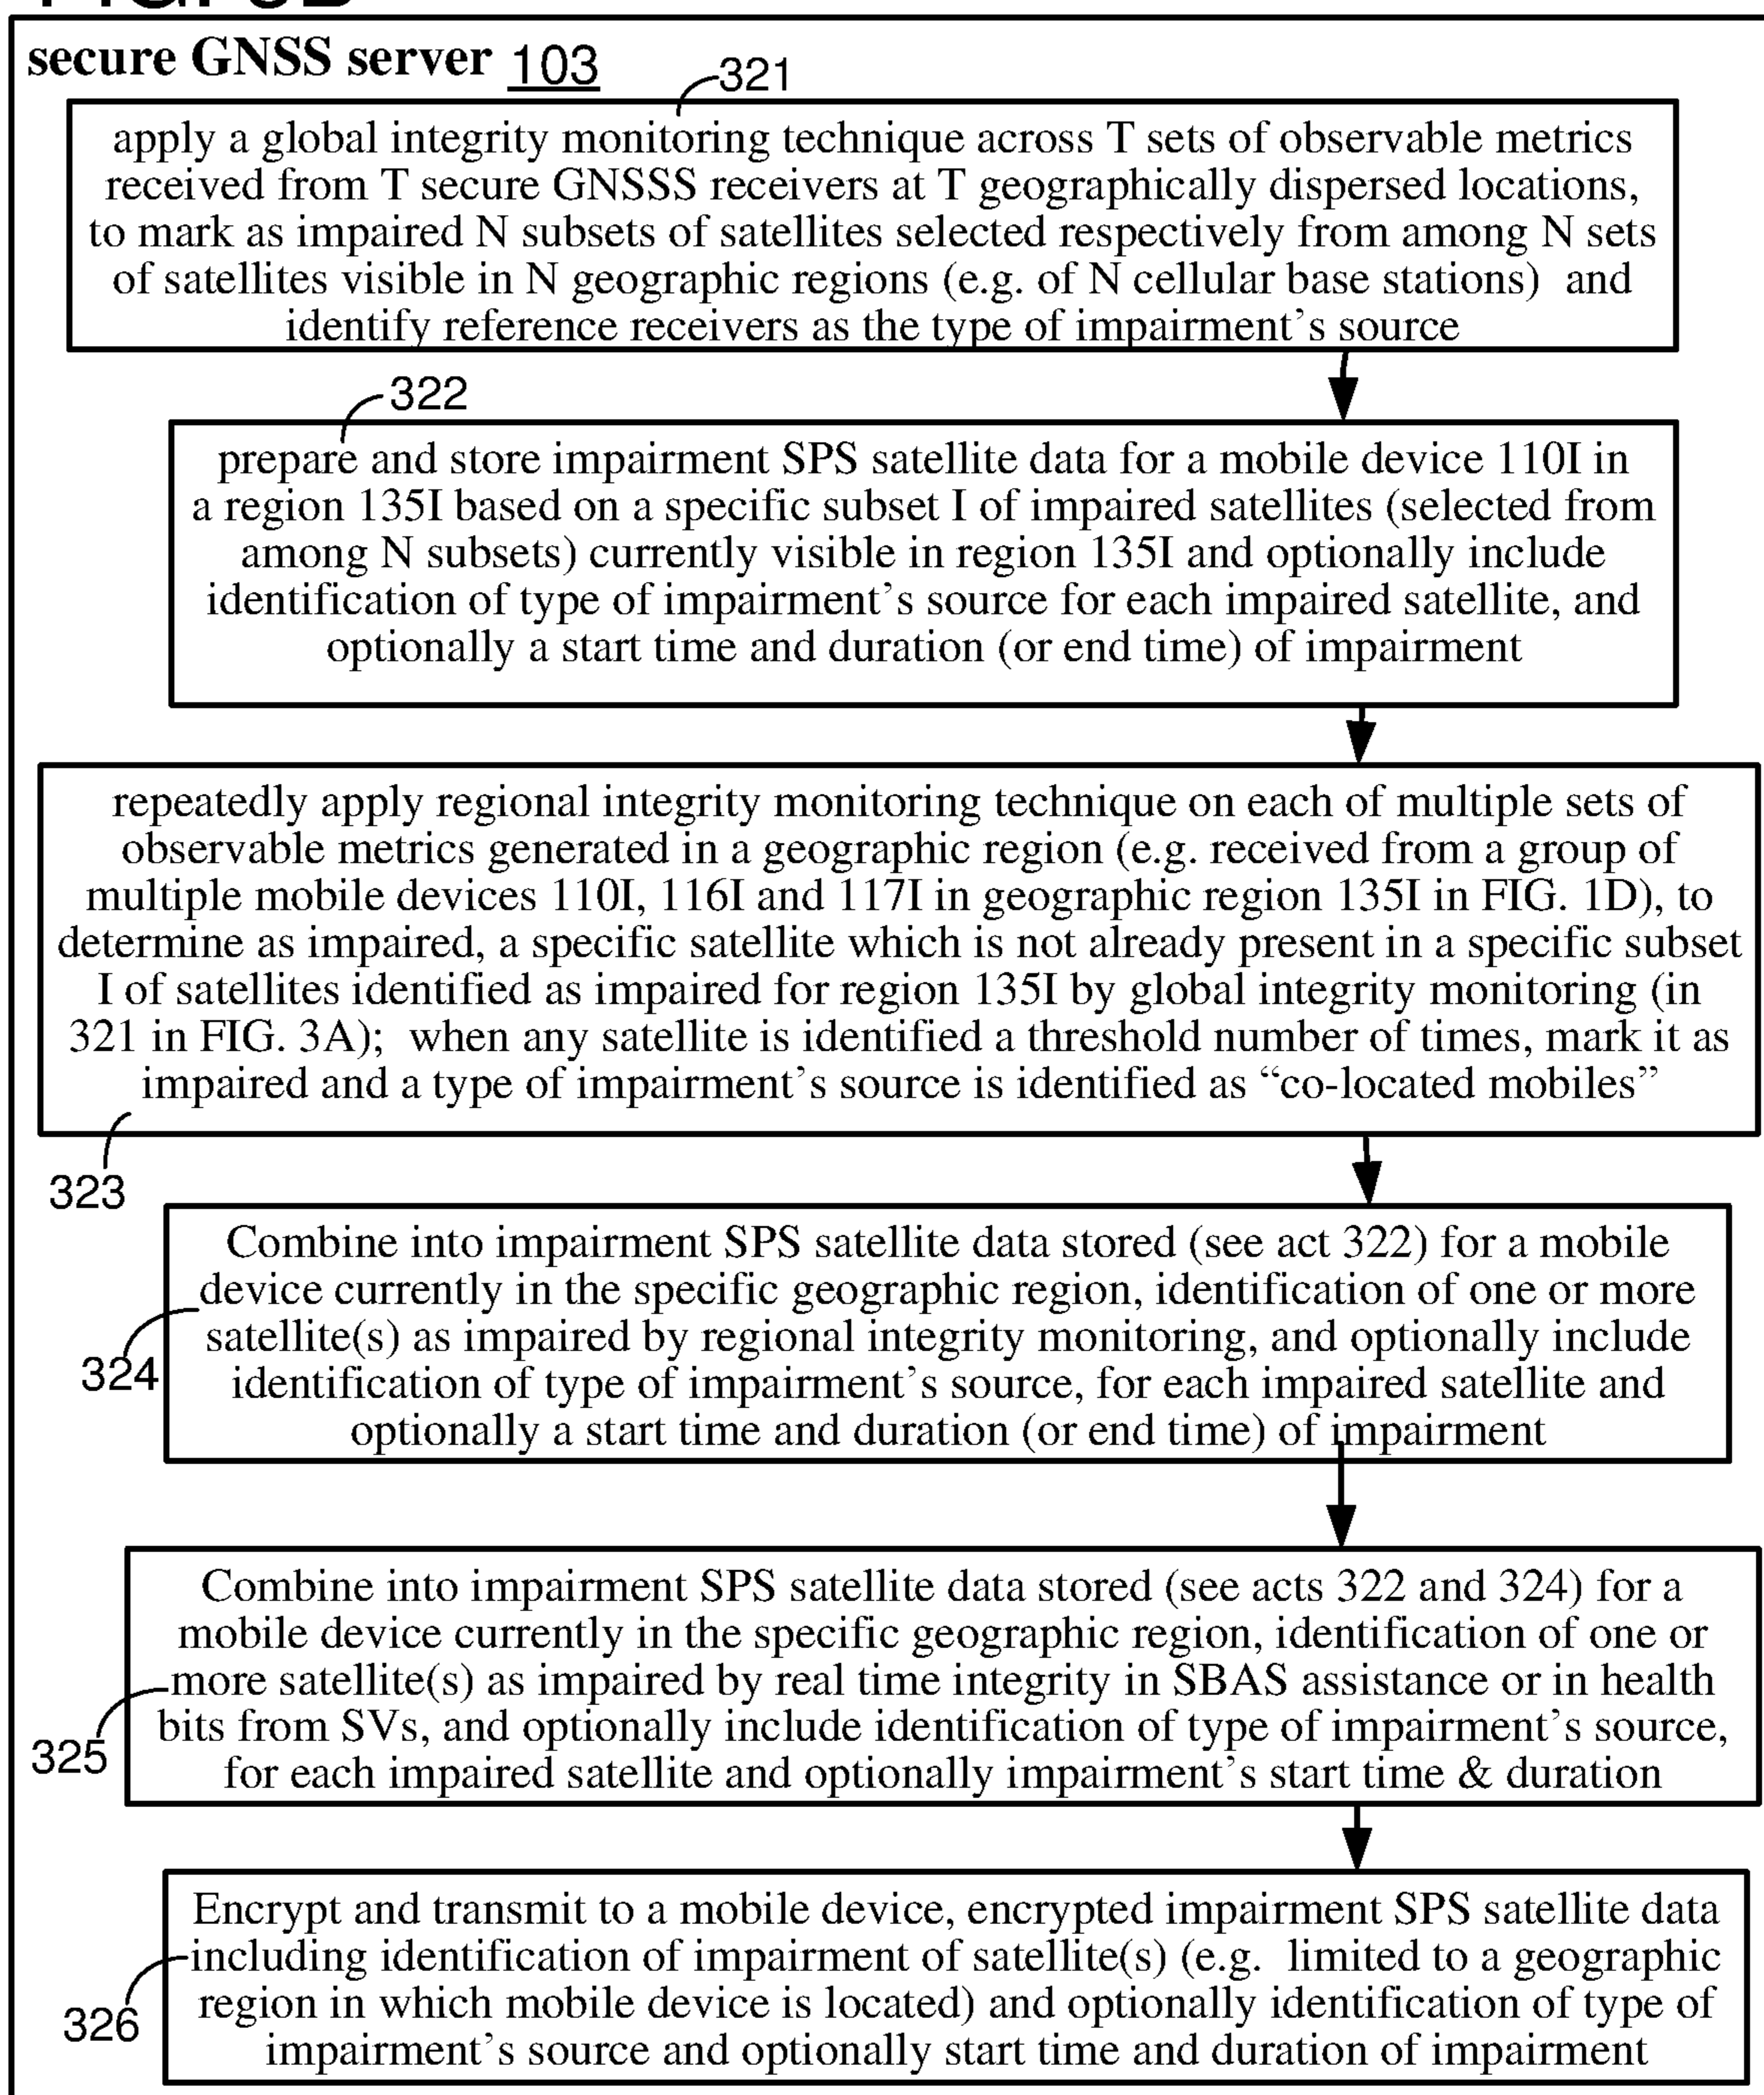 secure GNSS server 103
321
apply a global integrity monitoring technique across T sets of observable metrics
received from T secure GNSSS receivers at T geographically dispersed locations,
to mark as impaired N subsets of satellites selected respectively from among N sets
of satellites visible in N geographic regions (e.g. of N cellular base stations) and
identify reference receivers as the type of impairment's source
322
prepare and store impairment SPS satellite data for a mobile device 110I in
a region 135I based on a specific subset I of impaired satellites (selected from
among N subsets) currently visible in region 135I and optionally include
identification of type of impairment's source for each impaired satellite, and
optionally a start time and duration (or end time) of impairment
repeatedly apply regional integrity monitoring technique on each of multiple sets of
observable metrics generated in a geographic region (e.g. received from a group of
multiple mobile devices 110I, 116I and 117I in geographic region 135I in FIG. 1D), to
determine as impaired, a specific satellite which is not already present in a specific subset
I of satellites identified as impaired for region 135I by global integrity monitoring (in
321 in FIG. 3A); when any satellite is identified a threshold number of times, mark it as
impaired and a type of impairment's source is identified as “co-located mobiles”
323
Combine into impairment SPS satellite data stored (see act 322) for a mobile
device currently in the specific geographic region, identification of one or more
satellite(s) as impaired by regional integrity monitoring, and optionally include
324
identification of type of impairment's source, for each impaired satellite and
optionally a start time and duration (or end time) of impairment
Combine into impairment SPS satellite data stored (see acts 322 and 324) for a
mobile device currently in the specific geographic region, identification of one or
more satellite(s) as impaired by real time integrity in SBAS assistance or in health
bits from SVs, and optionally include identification of type of impairment's source,
325
for each impaired satellite and optionally impairment's start time & duration
Encrypt and transmit to a mobile device, encrypted impairment SPS satellite data
including identification of impairment of satellite(s) (e.g. limited to a geographic
region in which mobile device is located) and optionally identification of type of
326
impairment's source and optionally start time and duration of impairment